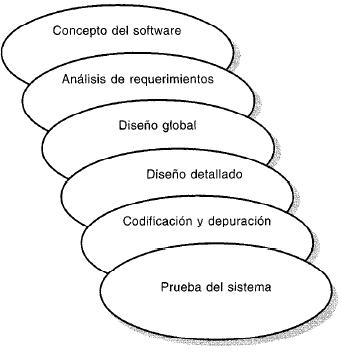 Concepto del software
Análisis de requerimientos
Diseño global
Diseño detallado
Codificación y depuración
Prueba del sistema